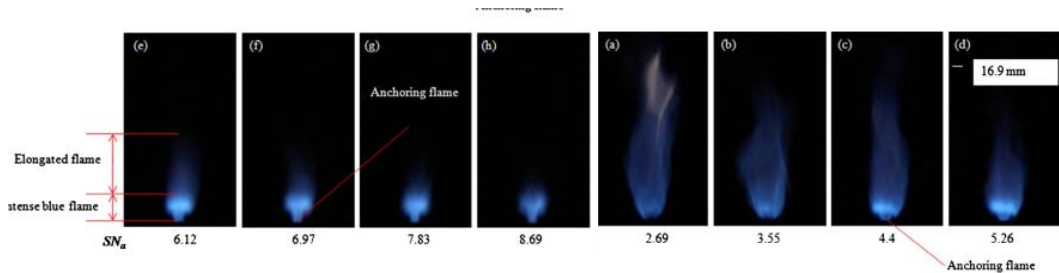 (e) (f) (g) (h) (a) (b) (c) (d)
16.9 mm
Anchoring flame
Elongated flame
ntense blue flame
SNₐ 6.12 6.97 7.83 8.69 2.69 3.55 4.4 5.26
Anchoring flame